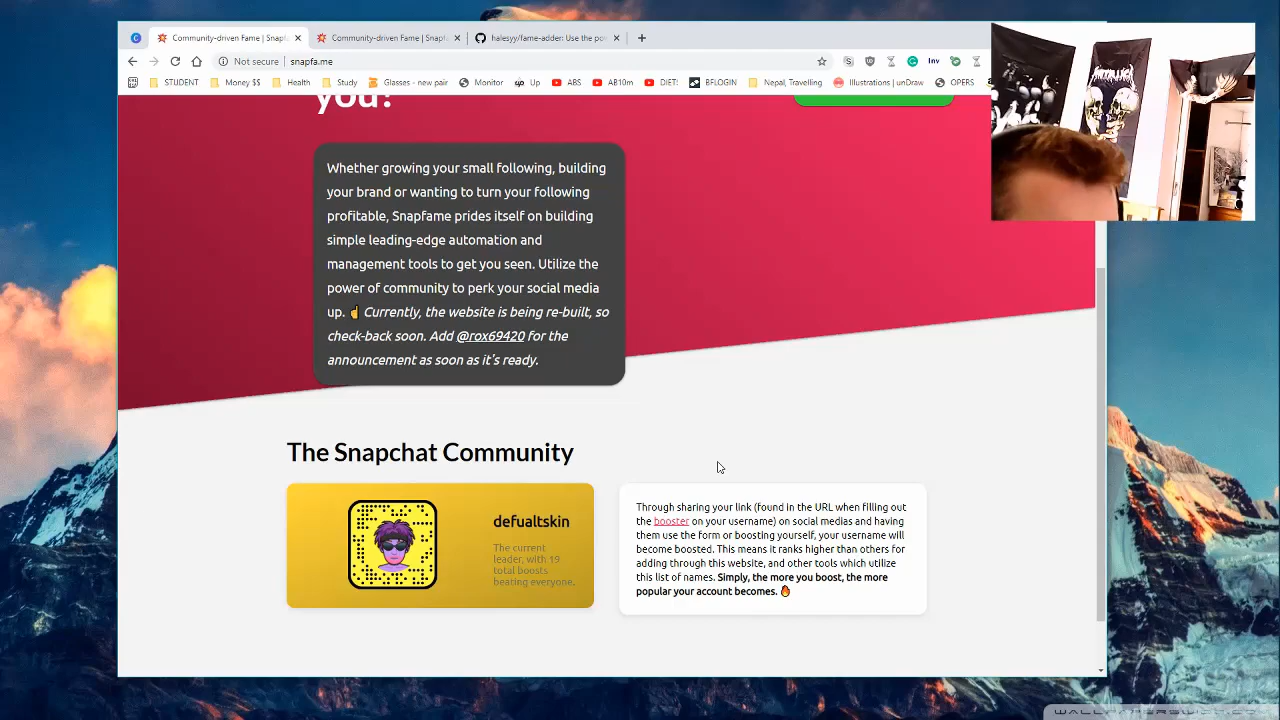 Community-driven Fame | Snapf
Community-driven Fame | Snapf
halesyy/fame-adder: Use the po
Not secure
snapfa.me
Inv
STUDENT
Money $$
Health
Study
Glasses - new pair
Monitor
Up
ABS
AB10m
DIET:
BFLOGIN
Nepal, Travelling
Illustrations | unDraw
OPERS
METALLICA
you?
Whether growing your small following, building
your brand or wanting to turn your following
profitable, Snapfame prides itself on building
simple leading-edge automation and
management tools to get you seen. Utilize the
power of community to perk your social media
up. ☝ Currently, the website is being re-built, so
check-back soon. Add @rox69420 for the
announcement as soon as it's ready.
The Snapchat Community
defualtskin
The current
leader, with 19
total boosts
beating everyone.
Through sharing your link (found in the URL when filling out
the booster on your username) on social medias and having
them use the form or boosting yourself, your username will
become boosted. This means it ranks higher than others for
adding through this website, and other tools which utilize
this list of names. Simply, the more you boost, the more
popular your account becomes. 🔥